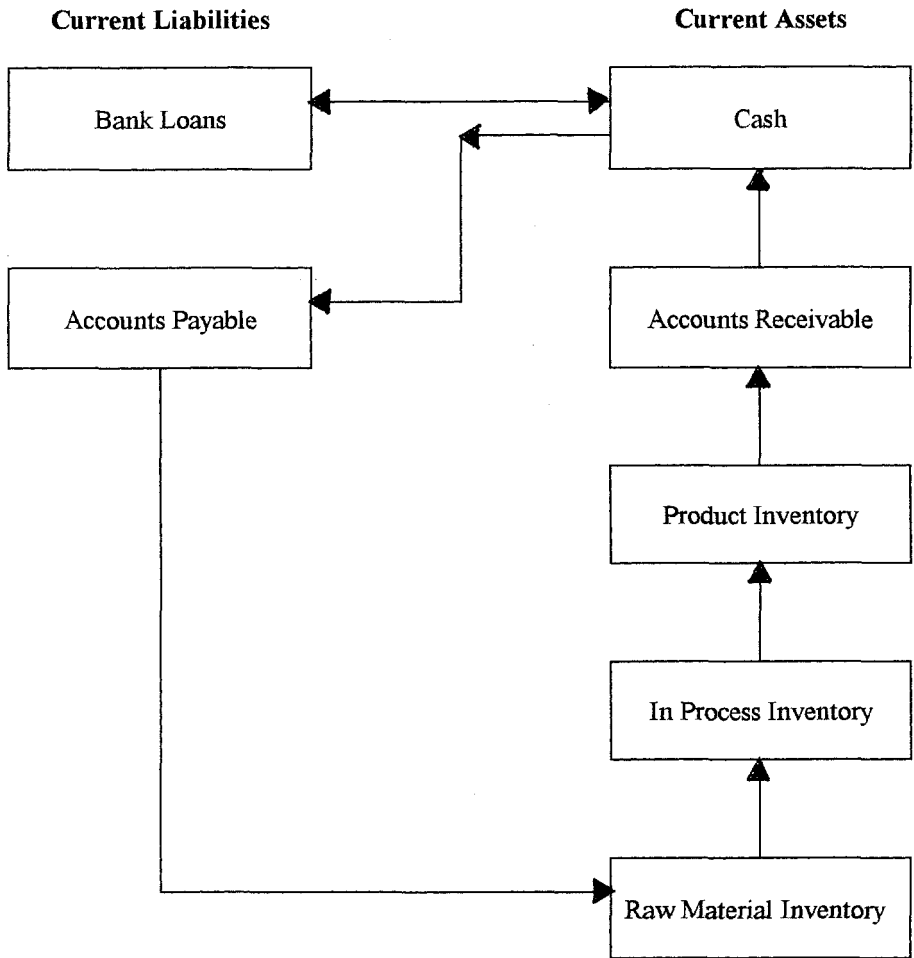 Current Liabilities
Current Assets
Bank Loans
Cash
Accounts Payable
Accounts Receivable
Product Inventory
In Process Inventory
Raw Material Inventory